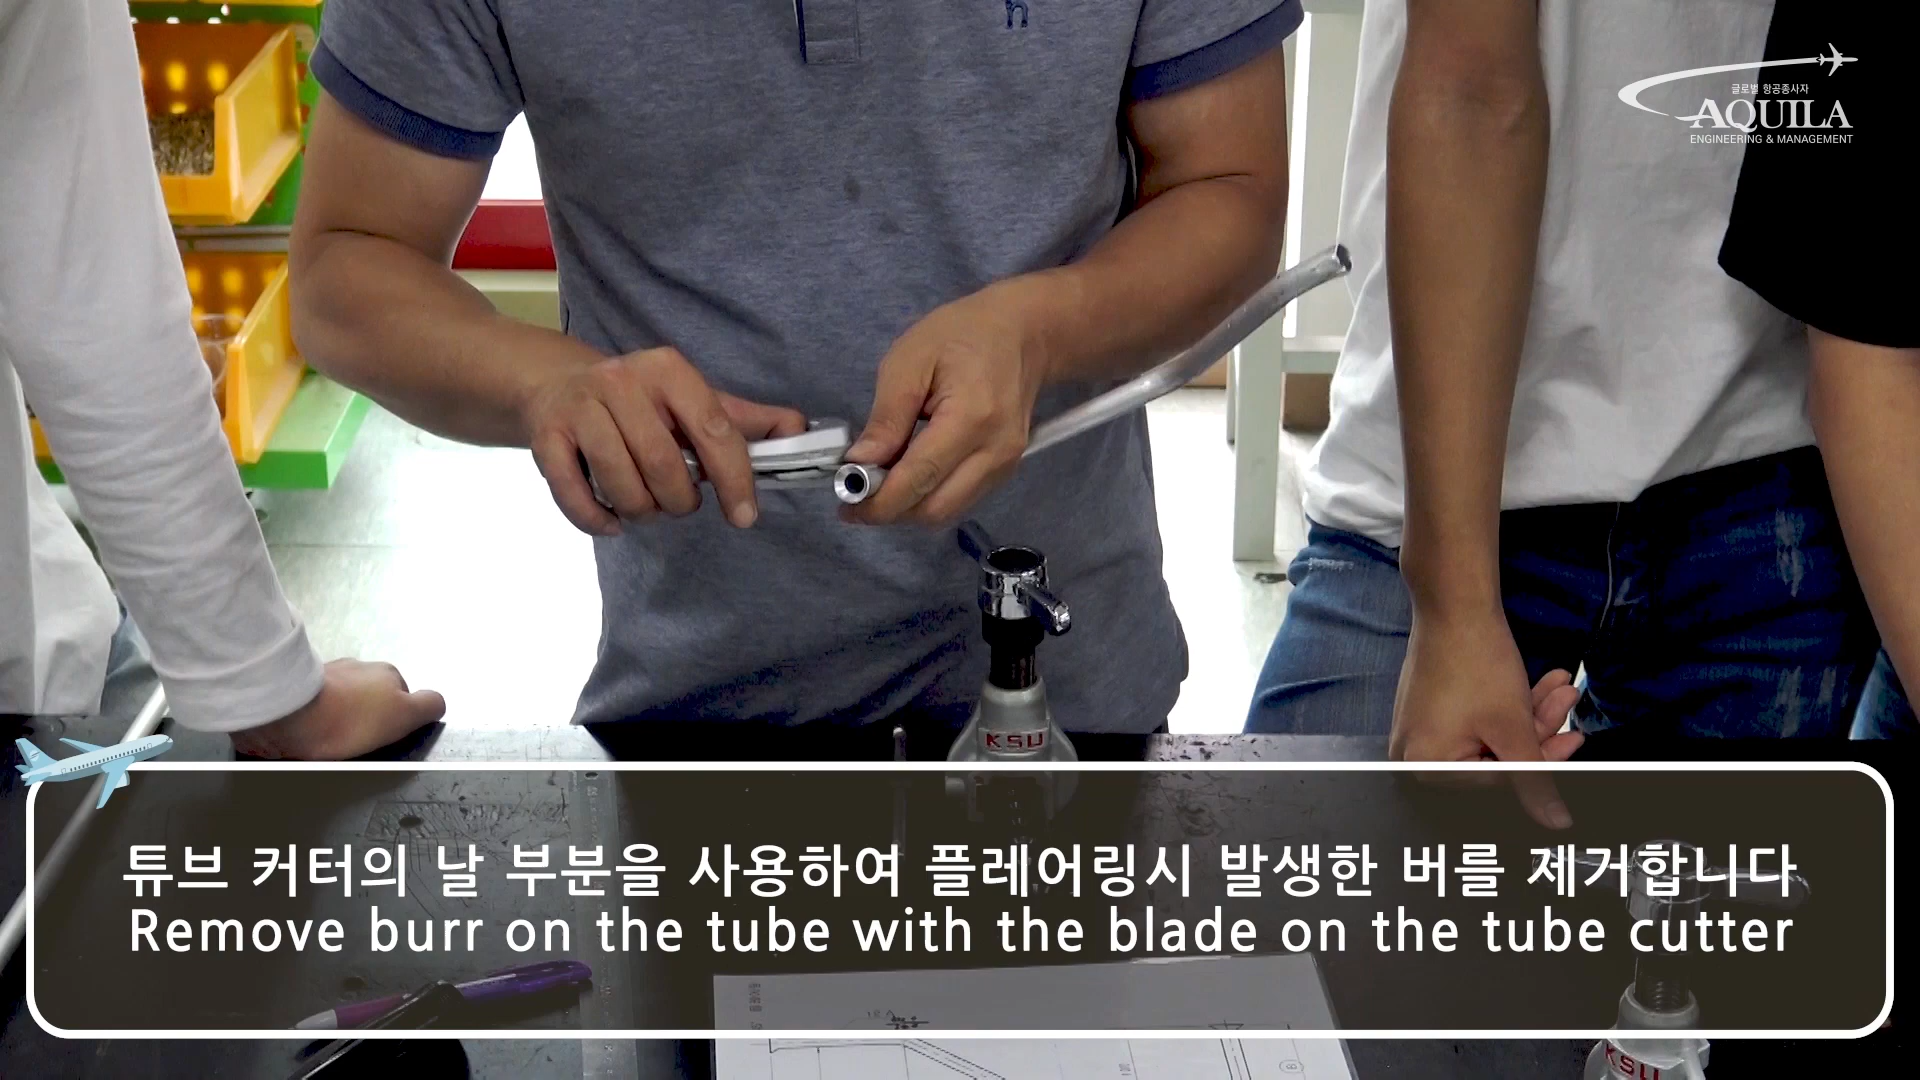 글로벌 항공종사자
AQUILA
ENGINEERING & MANAGEMENT
KSU
튜브 커터의 날 부분을 사용하여 플레어링시 발생한 버를 제거합니다
Remove burr on the tube with the blade on the tube cutter
KSU